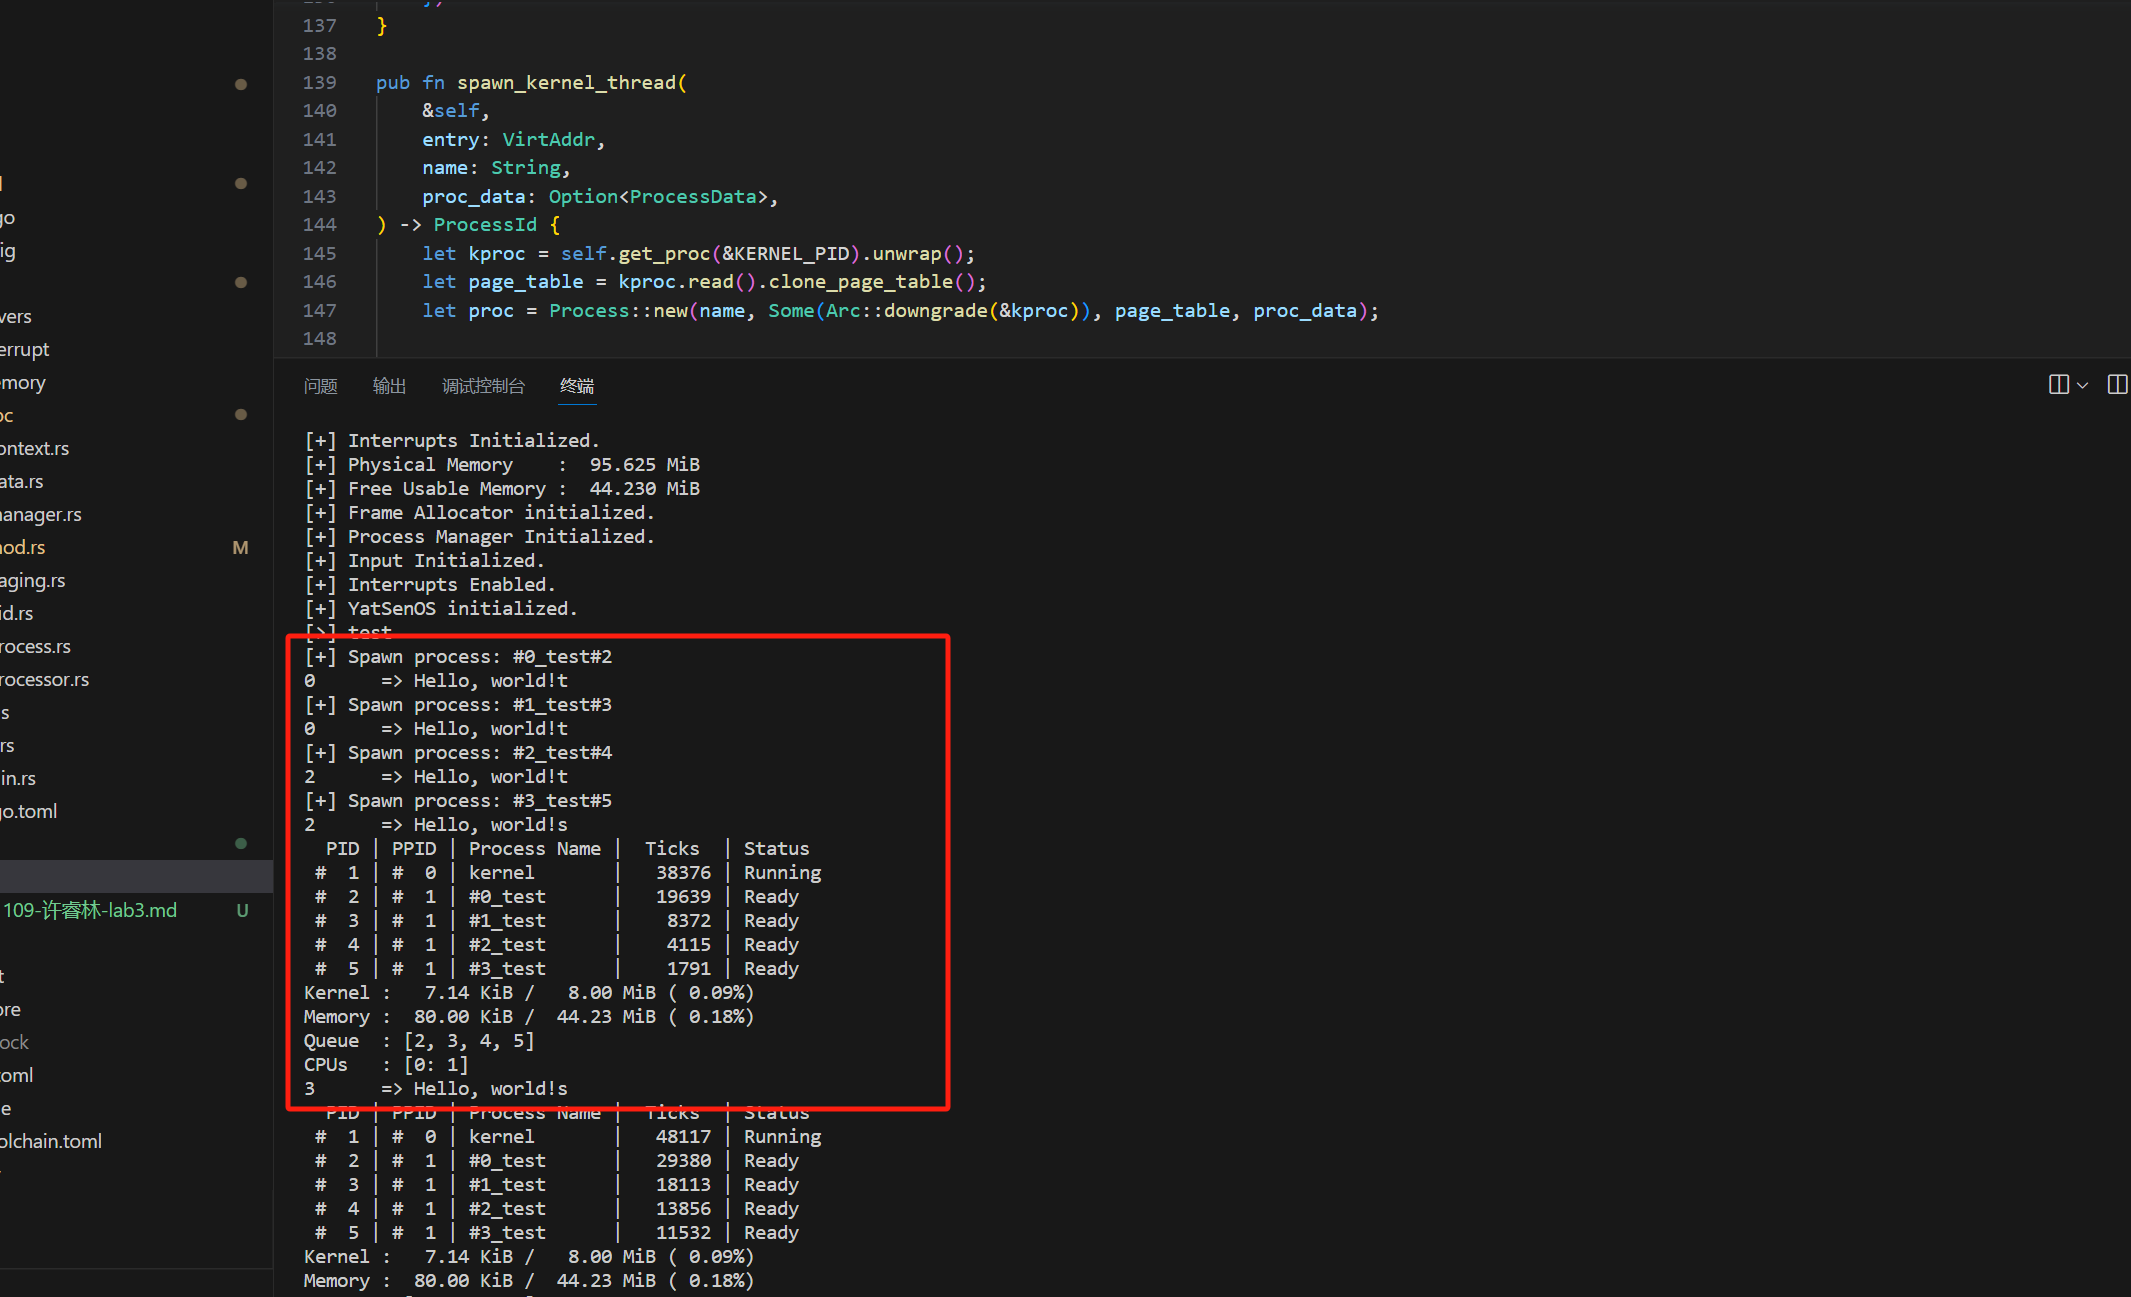 137 }
138
139 pub fn spawn_kernel_thread(
140 &self,
141 entry: VirtAddr,
142 name: String,
143 proc_data: Option<ProcessData>,
144 ) -> ProcessId {
145 let kproc = self.get_proc(&KERNEL_PID).unwrap();
146 let page_table = kproc.read().clone_page_table();
147 let proc = Process::new(name, Some(Arc::downgrade(&kproc)), page_table, proc_data);
148
go
ig
vers
errupt
emory
oc
ontext.rs
ata.rs
nanager.rs
nod.rs M
aging.rs
id.rs
rocess.rs
rocessor.rs
s
rs
in.rs
go.toml
109-许睿林-lab3.md U
t
ore
ock
toml
e
olchain.toml
问题 输出 调试控制台 终端
[+] Interrupts Initialized.
[+] Physical Memory    :  95.625 MiB
[+] Free Usable Memory :  44.230 MiB
[+] Frame Allocator initialized.
[+] Process Manager Initialized.
[+] Input Initialized.
[+] Interrupts Enabled.
[+] YatSenOS initialized.
[>] test
[+] Spawn process: #0_test#2
0      => Hello, world!t
[+] Spawn process: #1_test#3
0      => Hello, world!t
[+] Spawn process: #2_test#4
2      => Hello, world!t
[+] Spawn process: #3_test#5
2      => Hello, world!s
  PID | PPID | Process Name |  Ticks  | Status
 #  1 | #  0 | kernel       |   38376 | Running
 #  2 | #  1 | #0_test      |   19639 | Ready
 #  3 | #  1 | #1_test      |    8372 | Ready
 #  4 | #  1 | #2_test      |    4115 | Ready
 #  5 | #  1 | #3_test      |    1791 | Ready
Kernel :   7.14 KiB /   8.00 MiB ( 0.09%)
Memory :  80.00 KiB /  44.23 MiB ( 0.18%)
Queue  : [2, 3, 4, 5]
CPUs   : [0: 1]
3      => Hello, world!s
  PID | PPID | Process Name |  Ticks  | Status
 #  1 | #  0 | kernel       |   48117 | Running
 #  2 | #  1 | #0_test      |   29380 | Ready
 #  3 | #  1 | #1_test      |   18113 | Ready
 #  4 | #  1 | #2_test      |   13856 | Ready
 #  5 | #  1 | #3_test      |   11532 | Ready
Kernel :   7.14 KiB /   8.00 MiB ( 0.09%)
Memory :  80.00 KiB /  44.23 MiB ( 0.18%)